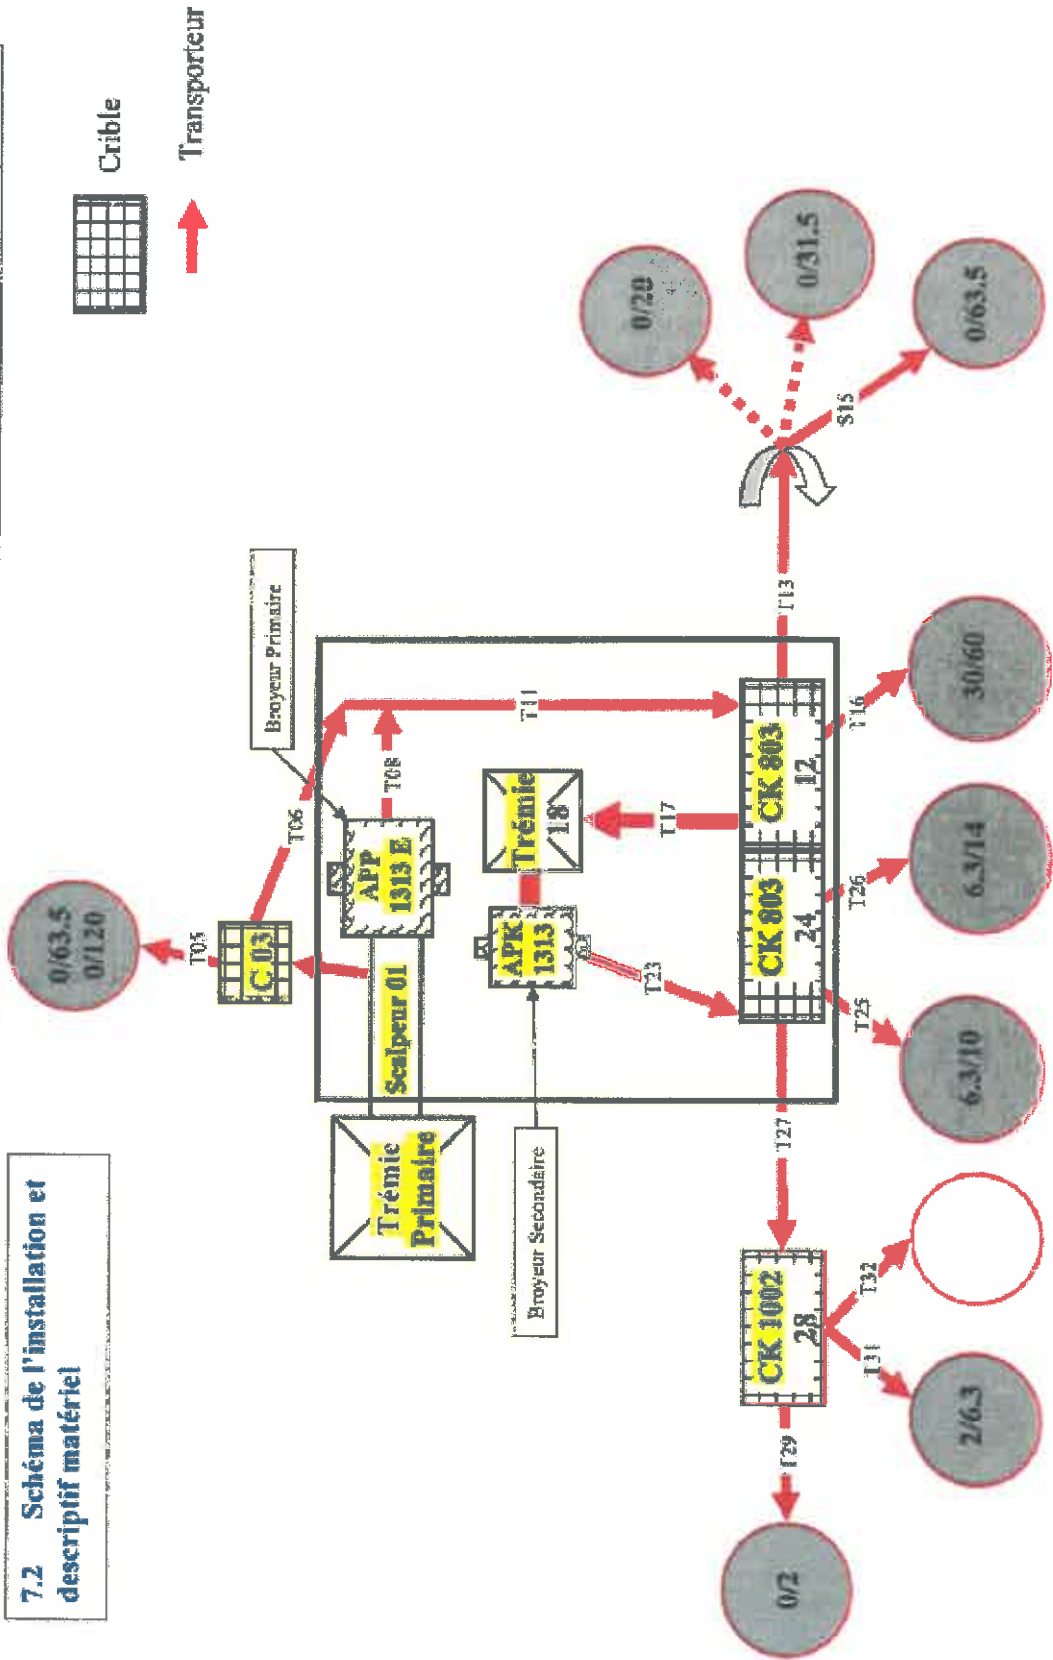 7.2 Schéma de l'installation et
descriptif matériel
Crible
Transporteur
0/63.5
0/120
T05
C 03
T06
Broyeur Primaire
Trémie
Primaire
Scalpeur 01
APP
1313 E
T08
T11
Broyeur Secondaire
APK
1313
Trémie
18
T23
T17
CK 1002
28
T27
CK 803
24
CK 803
12
T13
S15
0/20
0/31.5
0/63.5
T29
0/2
T31
T32
2/6.3
T25
6.3/10
T26
6.3/14
T16
30/60